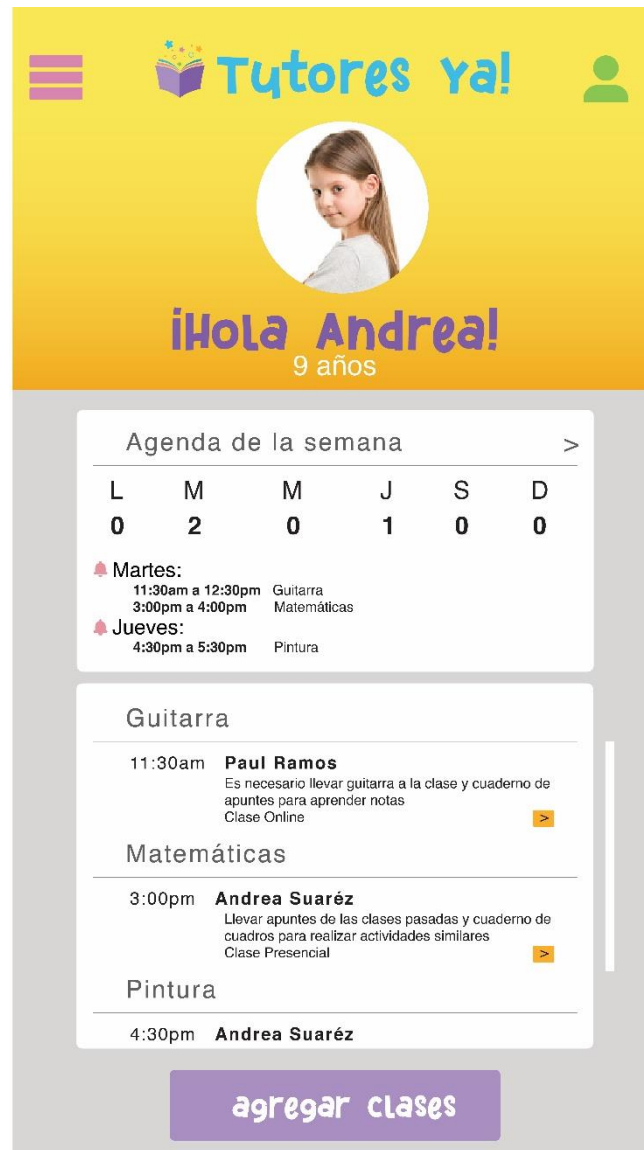 Tutores Ya!
¡Hola Andrea!
9 años
Agenda de la semana >
L M M J S D
0 2 0 1 0 0
Martes:
11:30am a 12:30pm Guitarra
3:00pm a 4:00pm Matemáticas
Jueves:
4:30pm a 5:30pm Pintura
Guitarra
11:30am Paul Ramos
Es necesario llevar guitarra a la clase y cuaderno de
apuntes para aprender notas
Clase Online >
Matemáticas
3:00pm Andrea Suaréz
Llevar apuntes de las clases pasadas y cuaderno de
cuadros para realizar actividades similares
Clase Presencial >
Pintura
4:30pm Andrea Suaréz
agregar clases